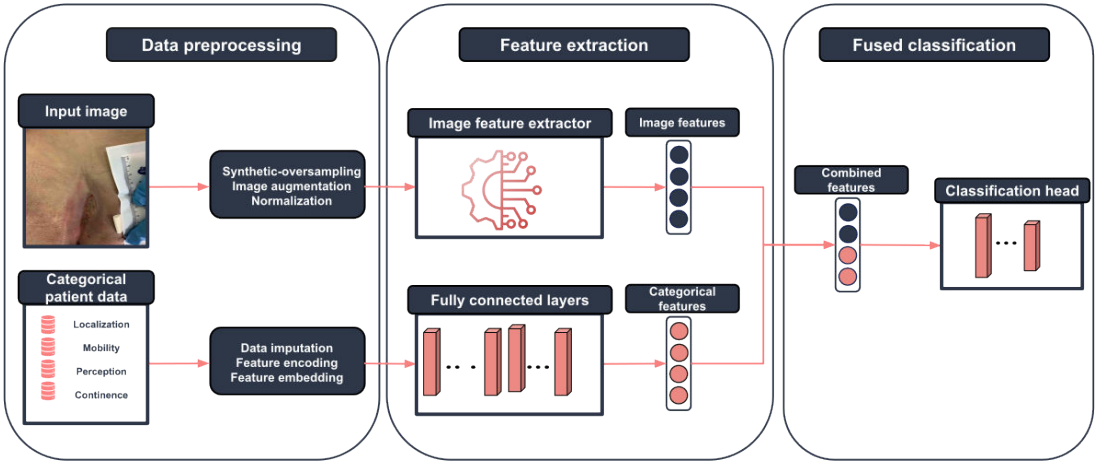 Data preprocessing
Feature extraction
Fused classification
Input image
Synthetic-oversampling
Image augmentation
Normalization
Image feature extractor
Image features
Combined
features
Classification head
Categorical
patient data
Localization
Mobility
Perception
Continence
Data imputation
Feature encoding
Feature embedding
Fully connected layers
Categorical
features